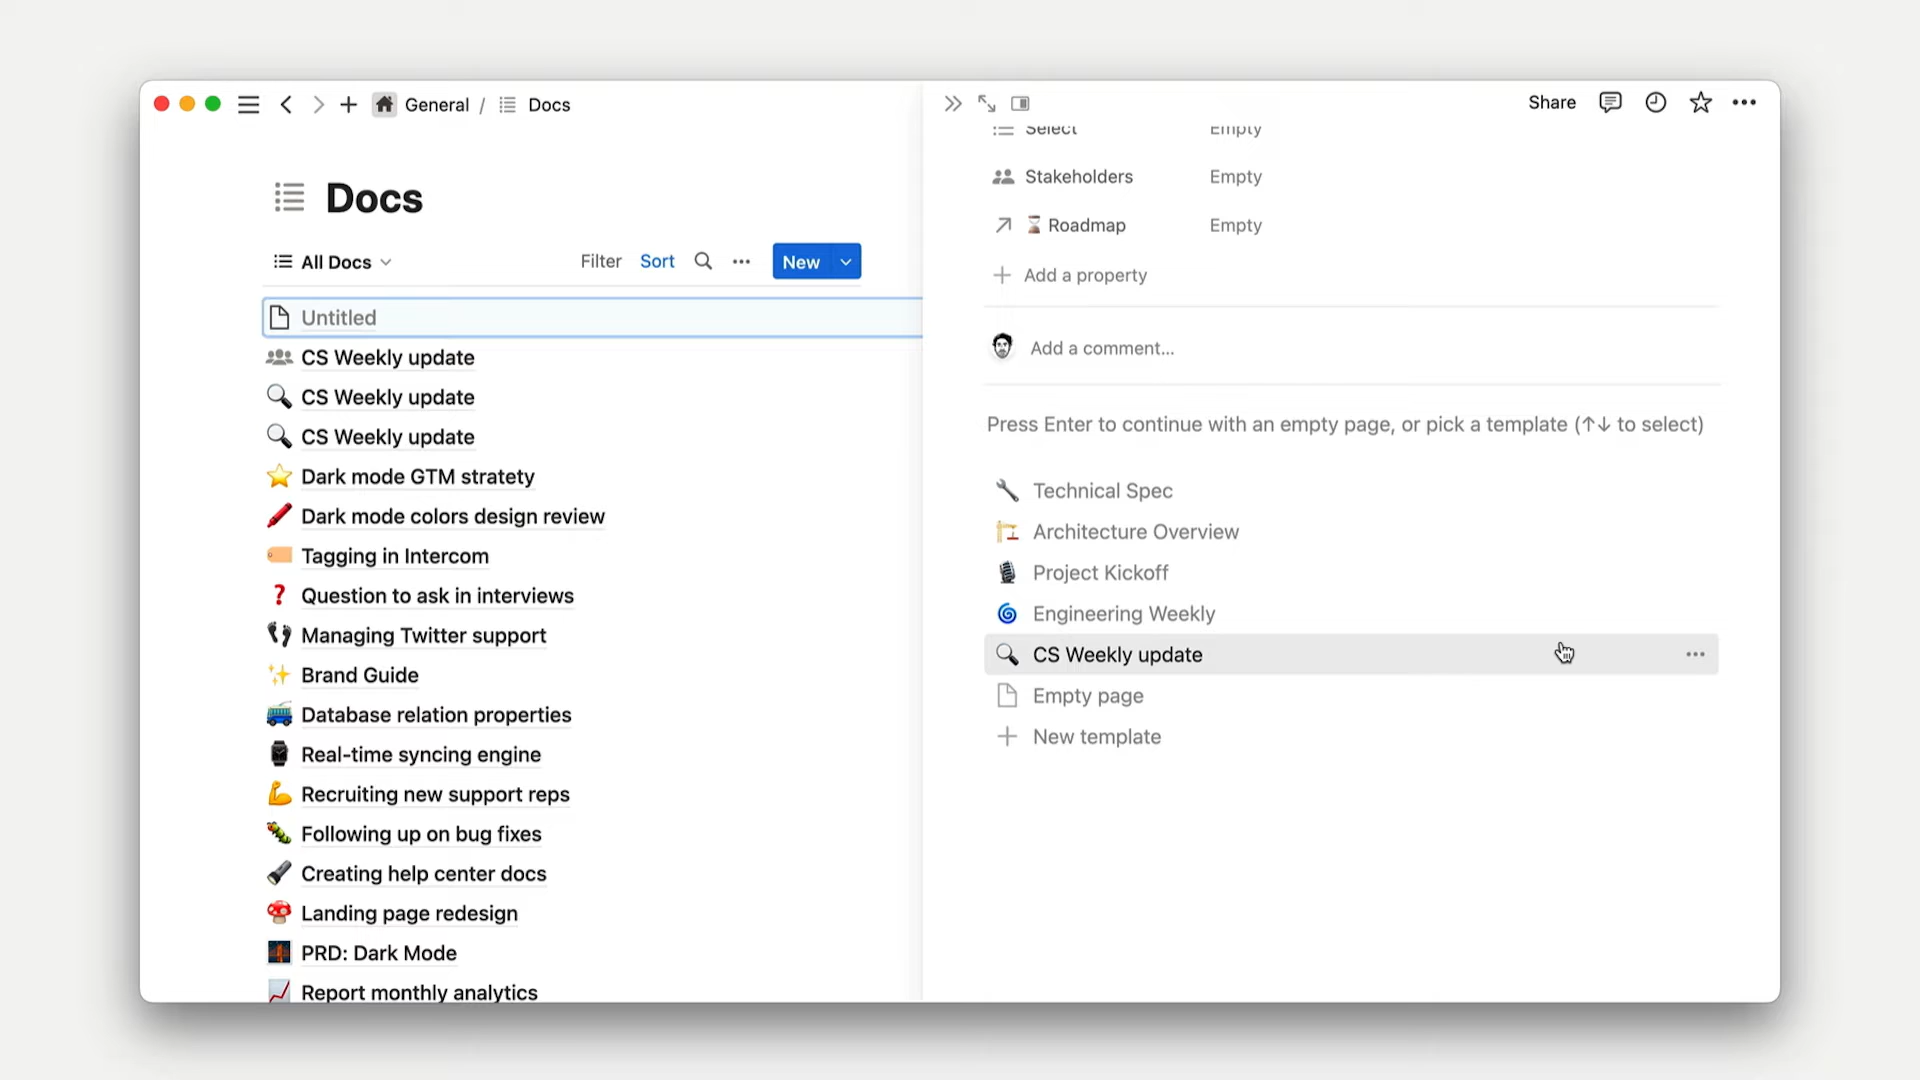 General / Docs
Docs
All Docs
Filter Sort New
Untitled
CS Weekly update
CS Weekly update
CS Weekly update
Dark mode GTM stratety
Dark mode colors design review
Tagging in Intercom
Question to ask in interviews
Managing Twitter support
Brand Guide
Database relation properties
Real-time syncing engine
Recruiting new support reps
Following up on bug fixes
Creating help center docs
Landing page redesign
PRD: Dark Mode
Report monthly analytics
Share
Select Empty
Stakeholders Empty
Roadmap Empty
Add a property
Add a comment...
Press Enter to continue with an empty page, or pick a template (↑↓ to select)
Technical Spec
Architecture Overview
Project Kickoff
Engineering Weekly
CS Weekly update
Empty page
New template